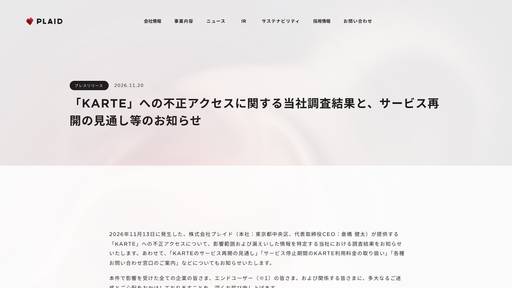 PLAID
会社情報 事業内容 ニュース IR サステナビリティ 採用情報 お問い合わせ
プレスリリース 2026.11.20
「KARTE」への不正アクセスに関する当社調査結果と、サービス再
開の見通し等のお知らせ
2026年11月13日に発生した、株式会社プレイド（本社：東京都中央区、代表取締役CEO：倉橋 健太）が提供する
「KARTE」への不正アクセスについて、影響範囲および漏えいした情報を特定する当社における調査結果をお知らせ
いたします。あわせて、「KARTEのサービス再開の見通し」「サービス停止期間のKARTE利用料金の取り扱い」「各種
お問い合わせ窓口のご案内」などについてもお知らせいたします。
本件で影響を受けた全ての企業の皆さま、エンドユーザー（※1）の皆さま、および関係する皆さまに、多大なるご迷